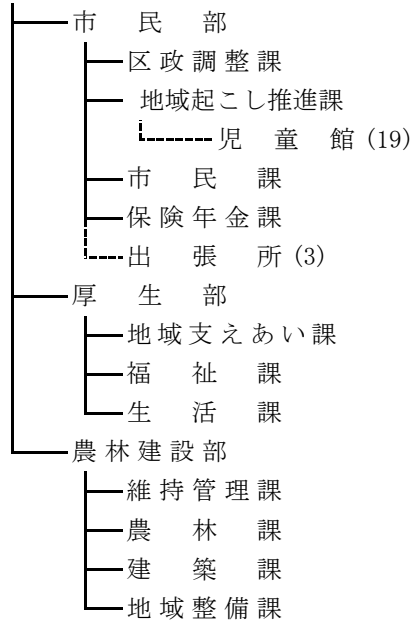 市民部
区政調整課
地域起こし推進課
児童館 (19)
市民課
保険年金課
出張所 (3)
厚生部
地域支えあい課
福祉課
生活課
農林建設部
維持管理課
農林課
建築課
地域整備課